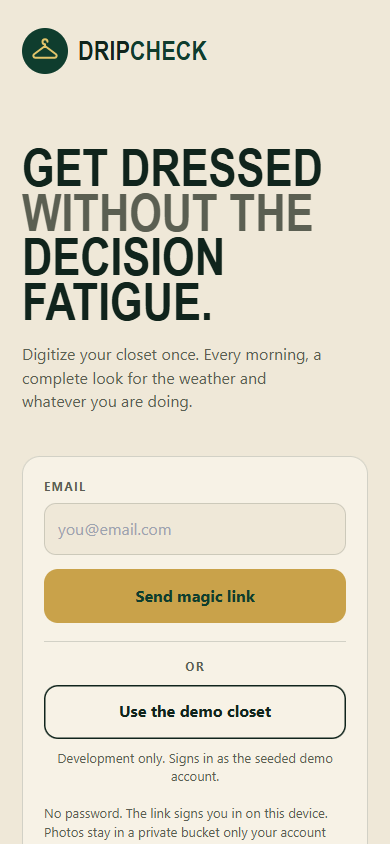 DRIPCHECK
GET DRESSED
WITHOUT THE
DECISION
FATIGUE.
Digitize your closet once. Every morning, a
complete look for the weather and
whatever you are doing.
EMAIL
you@email.com
Send magic link
OR
Use the demo closet
Development only. Signs in as the seeded demo
account.
No password. The link signs you in on this device.
Photos stay in a private bucket only your account